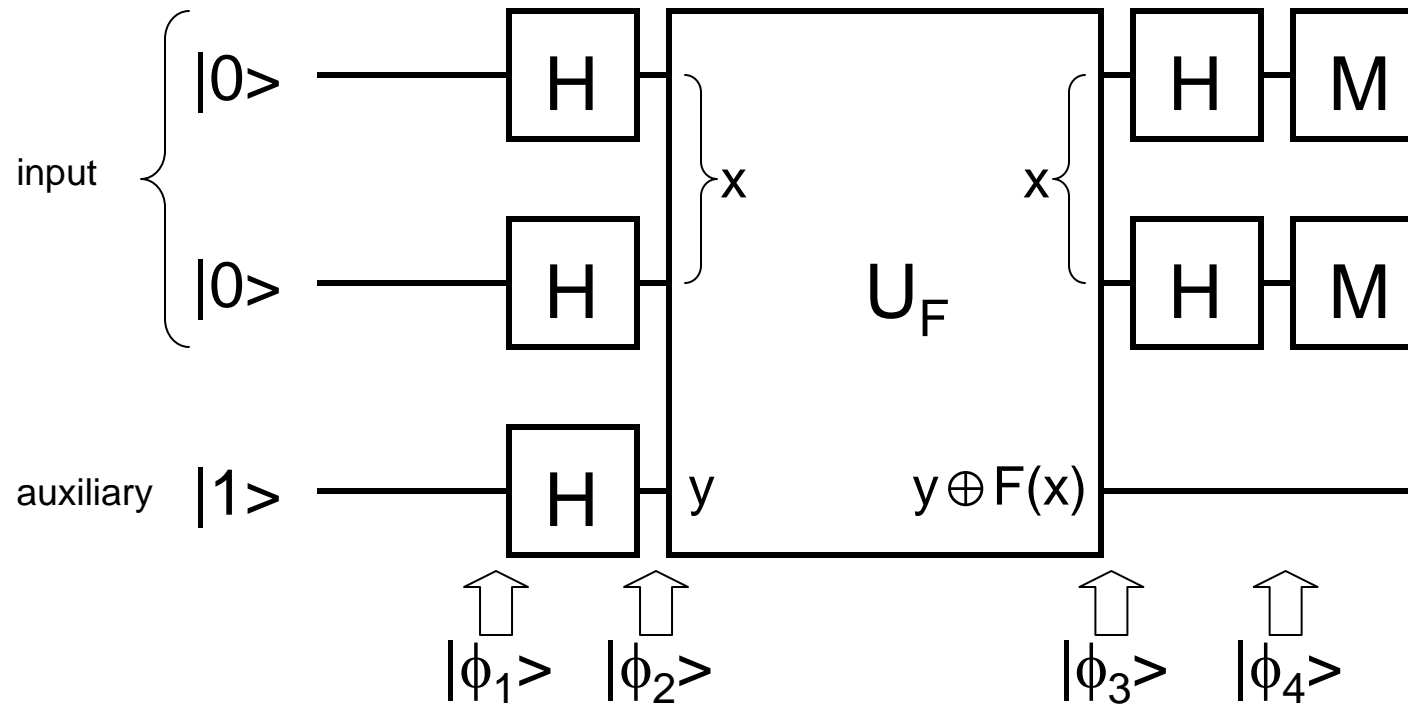 |0> H H M
input x x
|0> H U_F H M
auxiliary |1> H y y ⊕ F(x)
|ϕ₁> |ϕ₂> |ϕ₃> |ϕ₄>